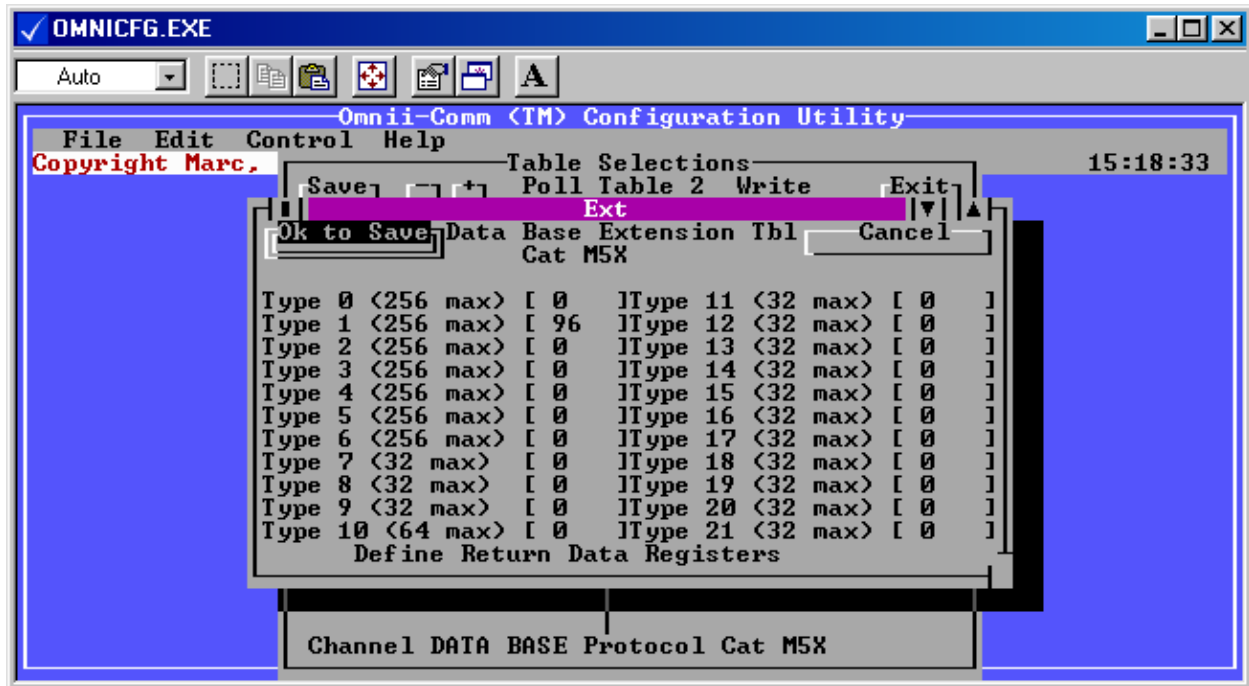 OMNICFG.EXE
Auto
A
Omnii-Comm (TM) Configuration Utility
File Edit Control Help
Copyright Marc, 15:18:33
Table Selections
Save - + Poll Table 2 Write Exit
Ext
Ok to Save Data Base Extension Tbl Cancel
Cat M5X
Type 0 (256 max) [ 0 ]Type 11 (32 max) [ 0 ]
Type 1 (256 max) [ 96 ]Type 12 (32 max) [ 0 ]
Type 2 (256 max) [ 0 ]Type 13 (32 max) [ 0 ]
Type 3 (256 max) [ 0 ]Type 14 (32 max) [ 0 ]
Type 4 (256 max) [ 0 ]Type 15 (32 max) [ 0 ]
Type 5 (256 max) [ 0 ]Type 16 (32 max) [ 0 ]
Type 6 (256 max) [ 0 ]Type 17 (32 max) [ 0 ]
Type 7 (32 max) [ 0 ]Type 18 (32 max) [ 0 ]
Type 8 (32 max) [ 0 ]Type 19 (32 max) [ 0 ]
Type 9 (32 max) [ 0 ]Type 20 (32 max) [ 0 ]
Type 10 (64 max) [ 0 ]Type 21 (32 max) [ 0 ]
Define Return Data Registers
Channel DATA BASE Protocol Cat M5X